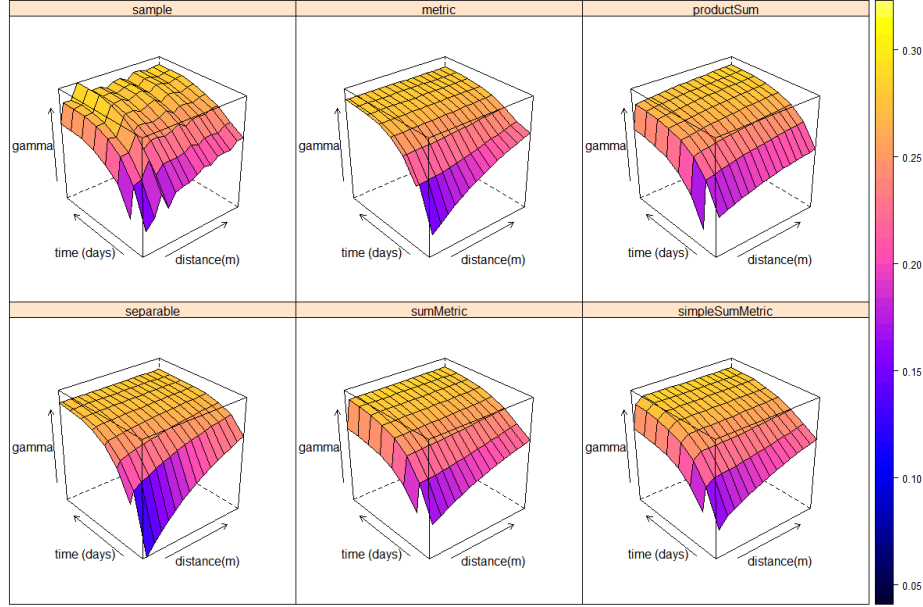 sample metric productSum
0.30
gamma gamma gamma
0.25
time (days) distance(m) time (days) distance(m) time (days) distance(m)
0.20
separable sumMetric simpleSumMetric
0.15
gamma gamma gamma
0.10
time (days) distance(m) time (days) distance(m) time (days) distance(m)
0.05